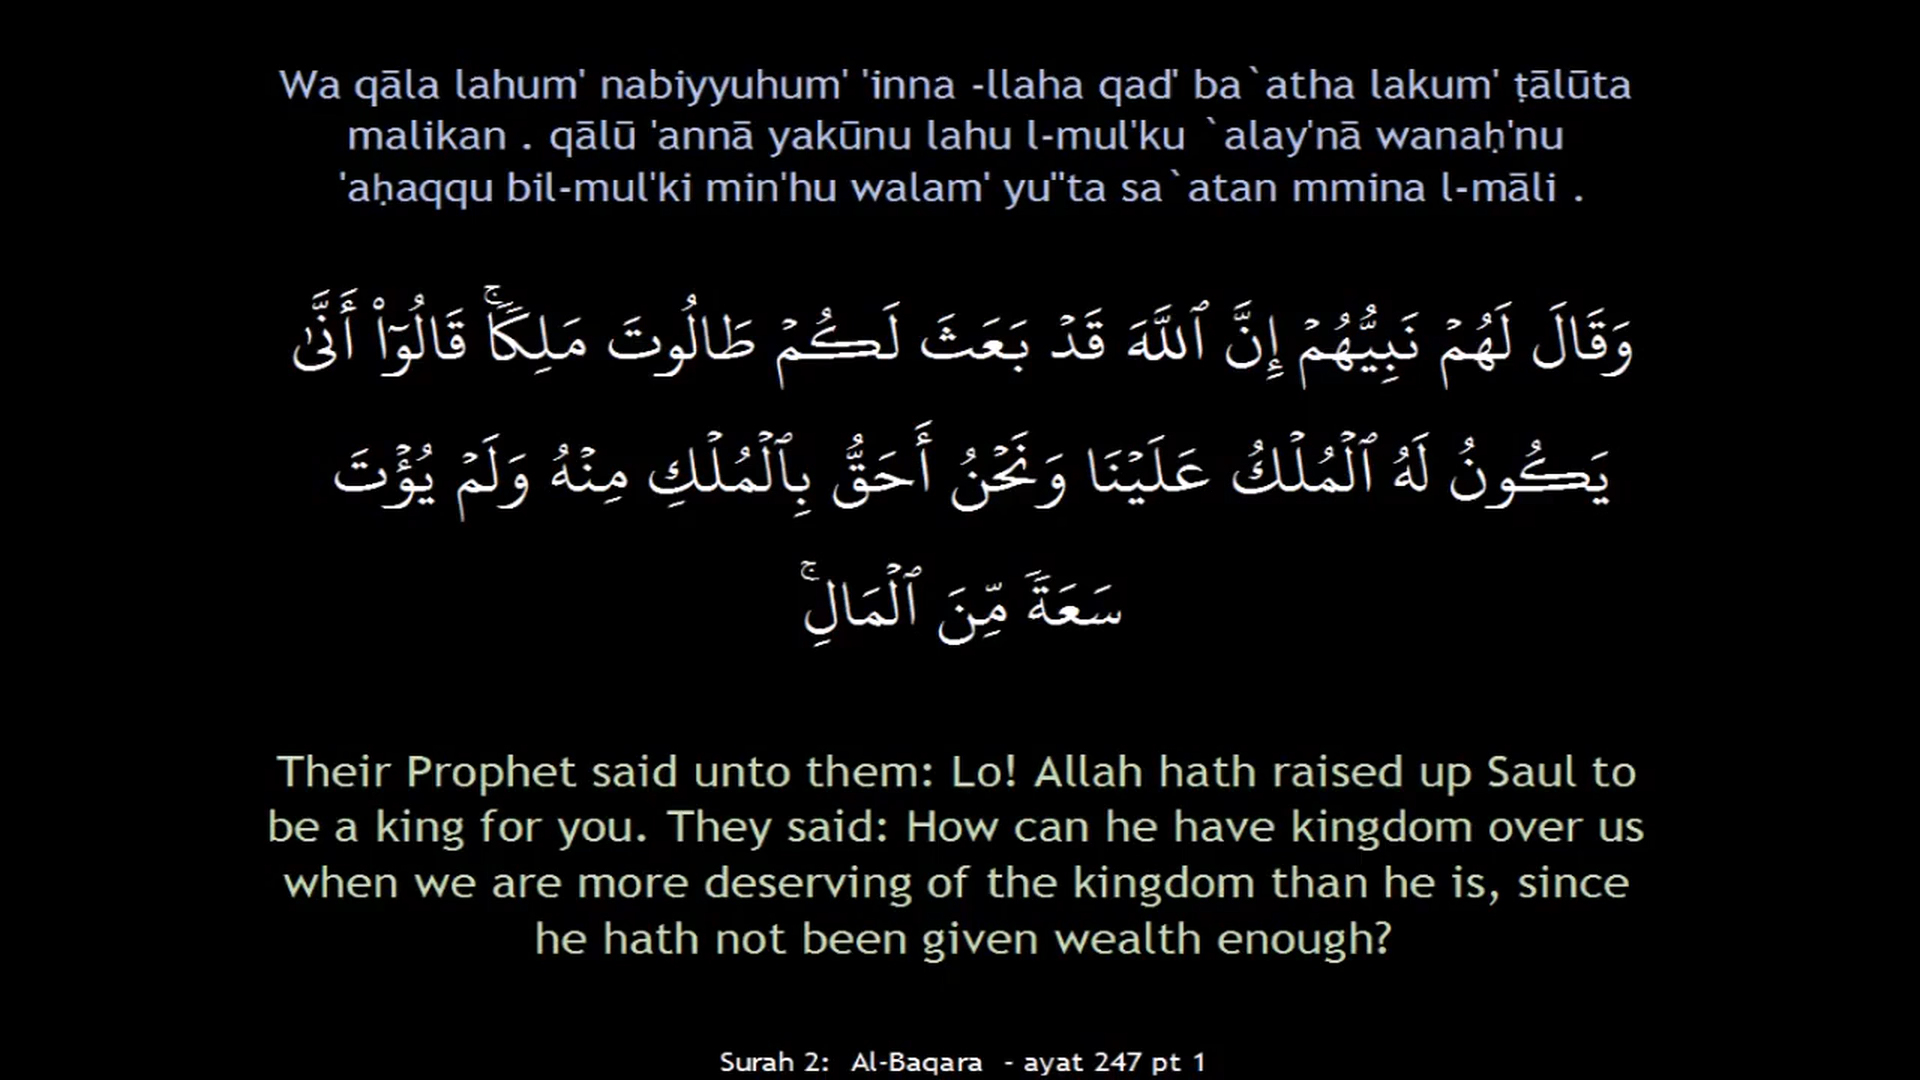 Wa qāla lahum' nabiyyuhum' 'inna -llaha qad' ba`atha lakum' ṭālūta
malikan . qālū 'annā yakūnu lahu l-mul'ku `alay'nā wanaḥ'nu
'aḥaqqu bil-mul'ki min'hu walam' yu''ta sa`atan mmina l-māli .
وَقَالَ لَهُمۡ نَبِيُّهُمۡ إِنَّ ٱللَّهَ قَدۡ بَعَثَ لَكُمۡ طَالُوتَ مَلِكٗاۚ قَالُوٓاْ أَنَّىٰ
يَكُونُ لَهُ ٱلۡمُلۡكُ عَلَيۡنَا وَنَحۡنُ أَحَقُّ بِٱلۡمُلۡكِ مِنۡهُ وَلَمۡ يُؤۡتَ
سَعَةٗ مِّنَ ٱلۡمَالِۚ
Their Prophet said unto them: Lo! Allah hath raised up Saul to
be a king for you. They said: How can he have kingdom over us
when we are more deserving of the kingdom than he is, since
he hath not been given wealth enough?
Surah 2: Al-Baqara - ayat 247 pt 1